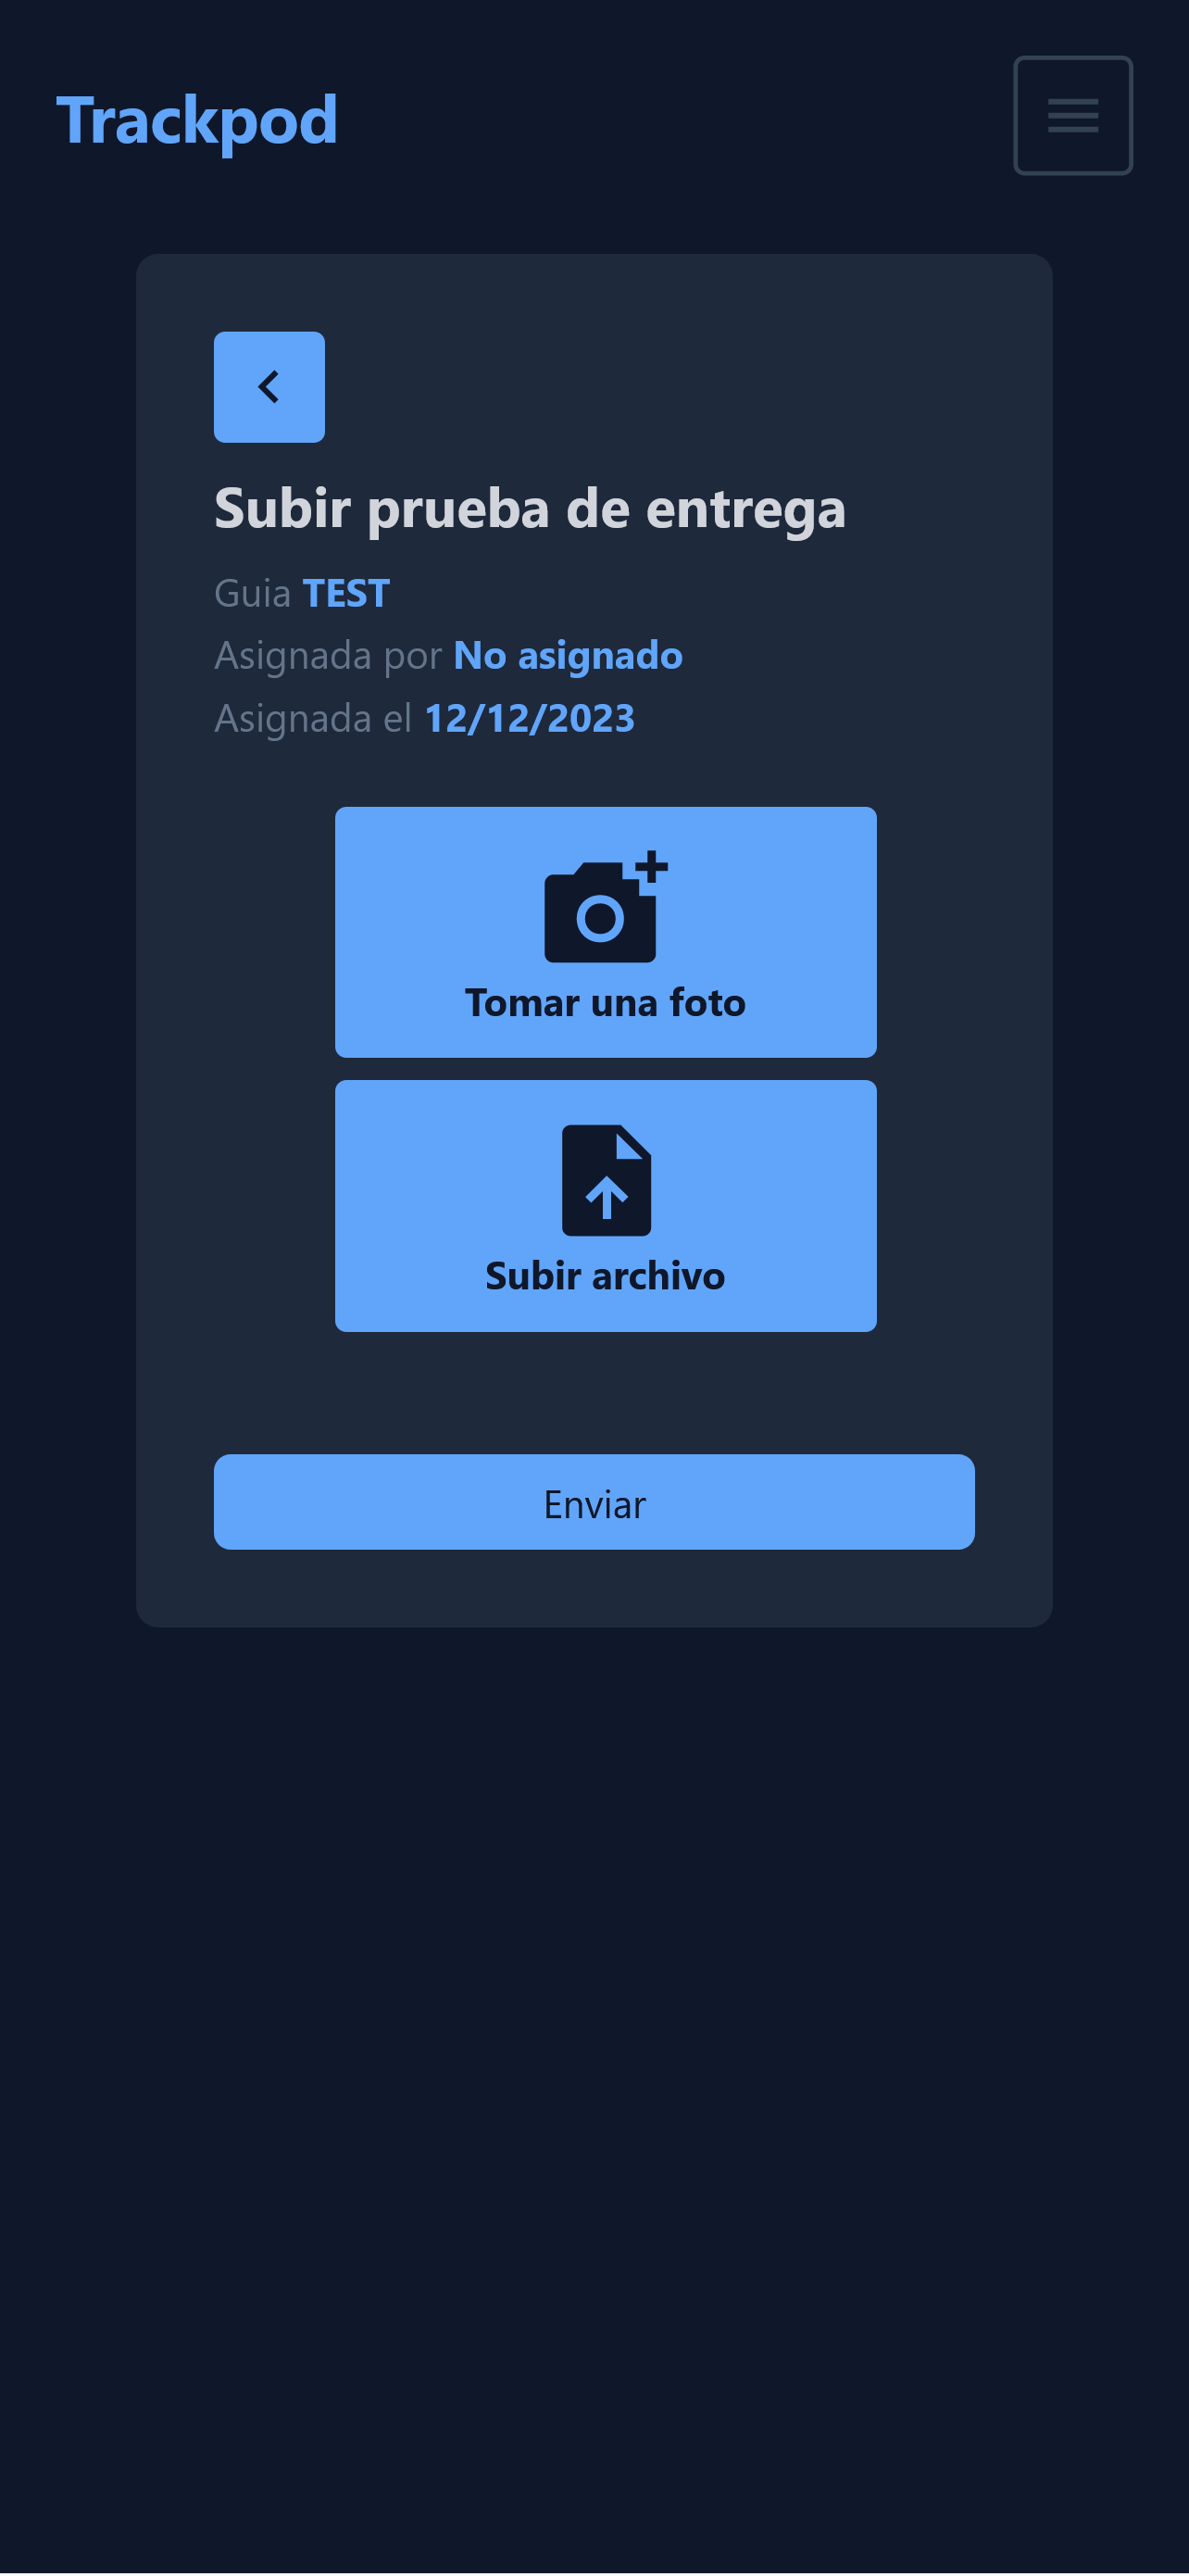 Trackpod
Subir prueba de entrega
Guia TEST
Asignada por No asignado
Asignada el 12/12/2023
Tomar una foto
Subir archivo
Enviar